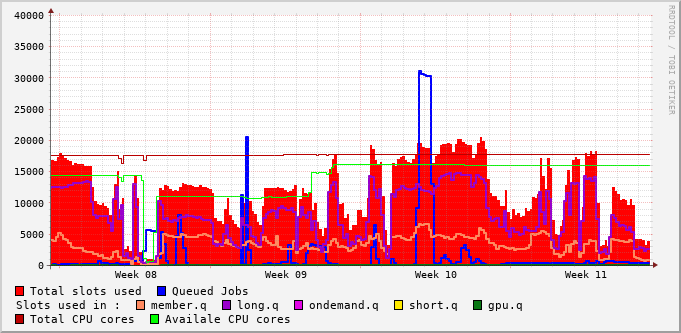 40000
35000
30000
25000
20000
15000
10000
5000
0
Week 08 Week 09 Week 10 Week 11
RRDTOOL / TOBI OETIKER
Total slots used Queued Jobs
Slots used in : member.q long.q ondemand.q short.q gpu.q
Total CPU cores Availale CPU cores